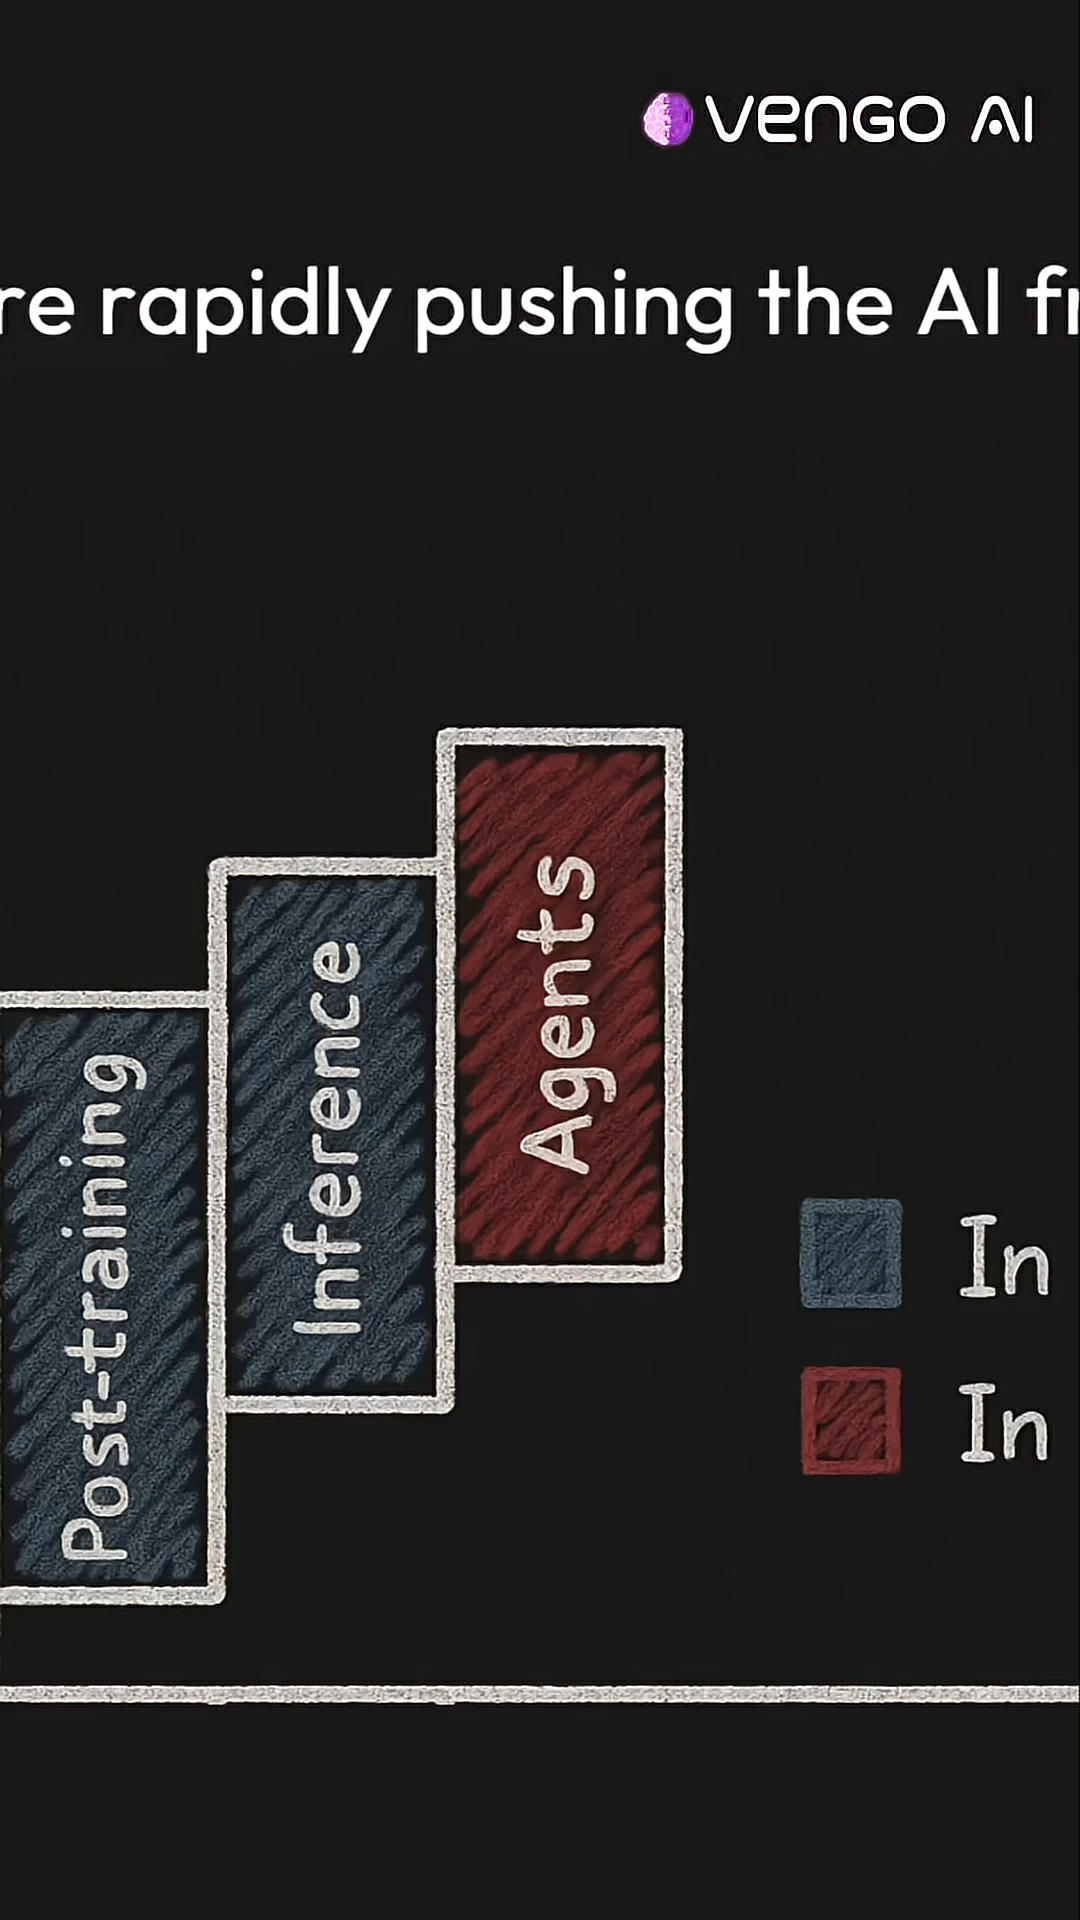 VENGO AI
re rapidly pushing the AI fr
Post-training
Inference
Agents
In
In